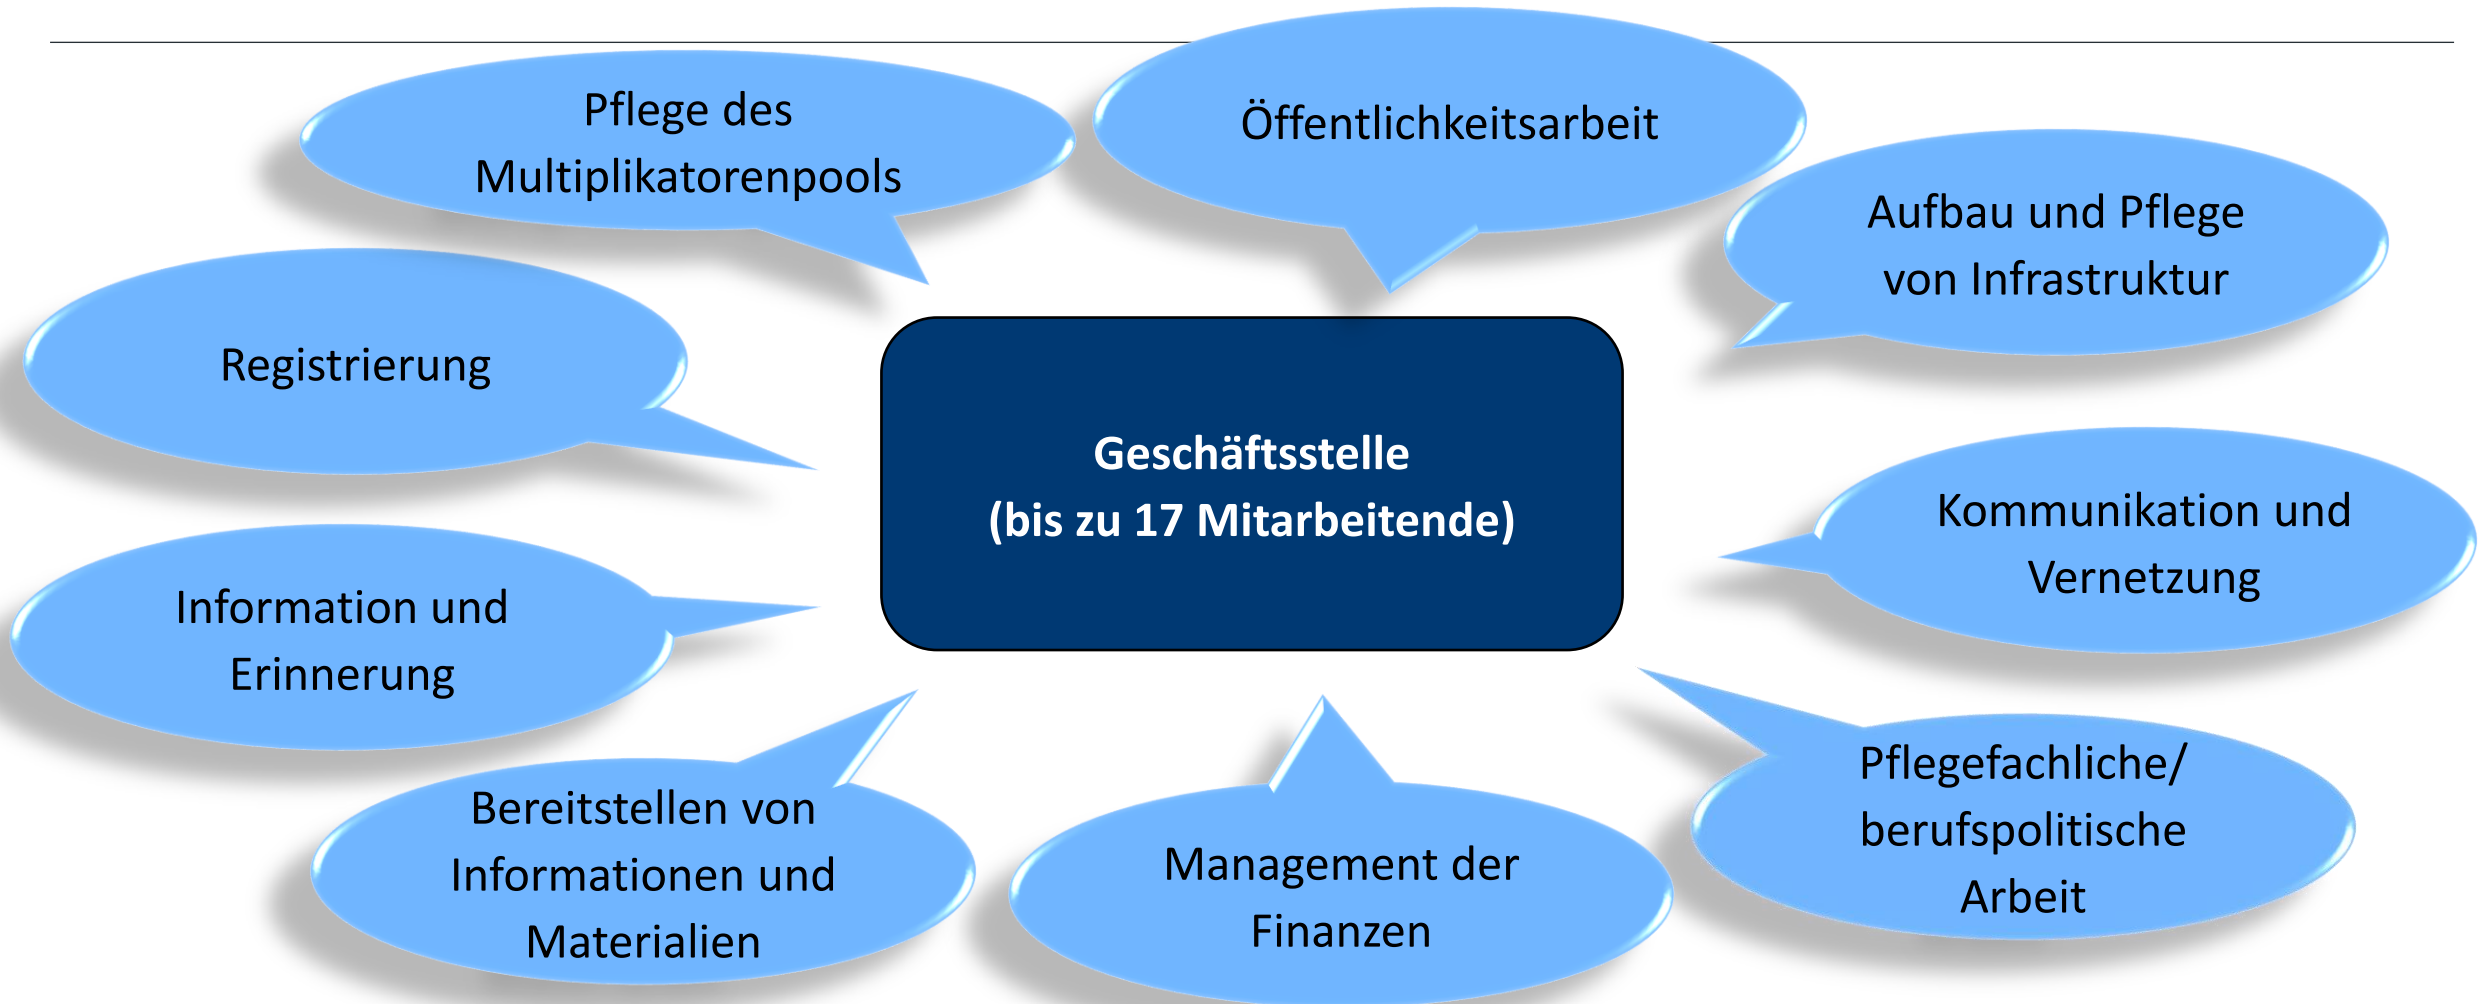 Pflege des
Multiplikatorenpools
Öffentlichkeitsarbeit
Aufbau und Pflege
von Infrastruktur
Registrierung
Geschäftsstelle
(bis zu 17 Mitarbeitende)
Kommunikation und
Vernetzung
Information und
Erinnerung
Bereitstellen von
Informationen und
Materialien
Management der
Finanzen
Pflegefachliche/
berufspolitische
Arbeit